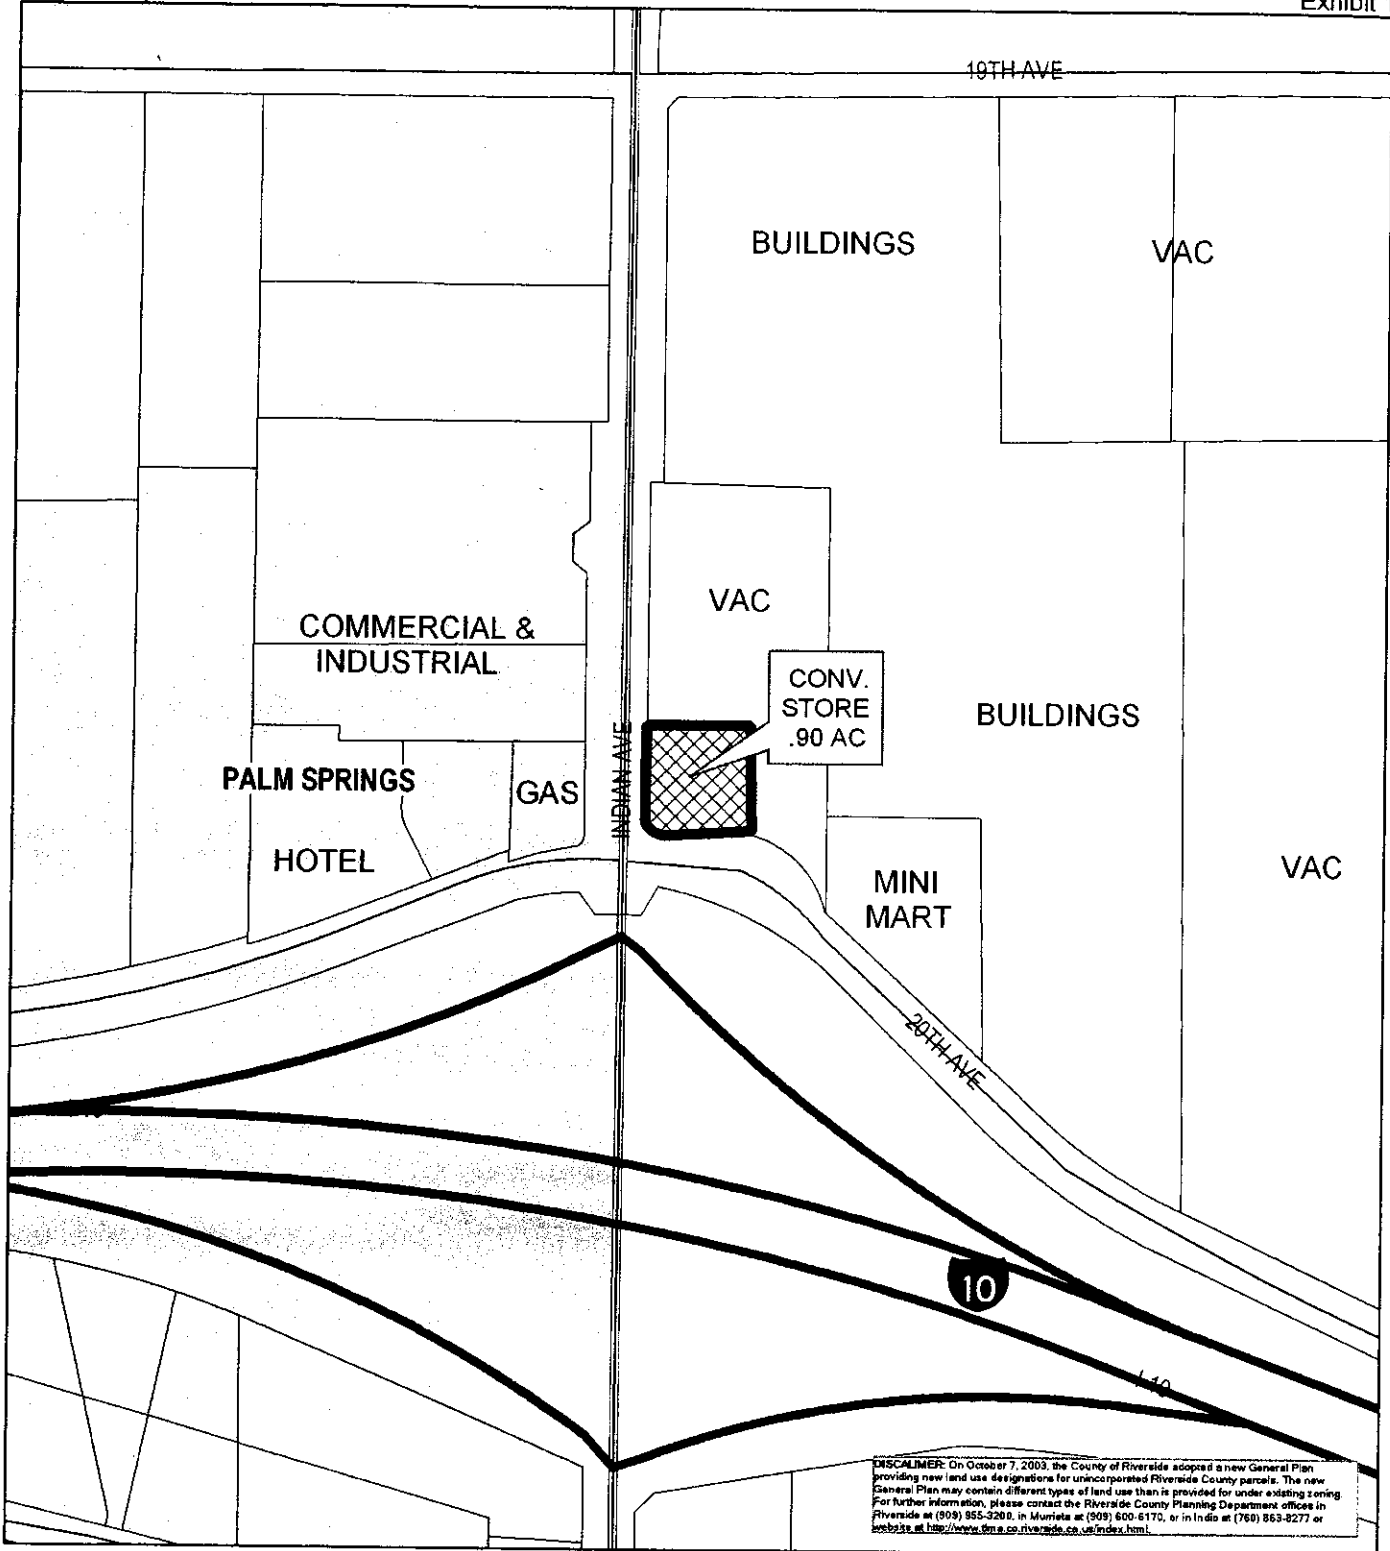 Exhibit
19TH AVE
BUILDINGS
VAC
VAC
COMMERCIAL &
INDUSTRIAL
CONV.
STORE
.90 AC
BUILDINGS
INDIAN AVE
PALM SPRINGS
GAS
HOTEL
MINI
MART
VAC
20TH AVE
10
I-10
DISCALIMER: On October 7, 2003, the County of Riverside adopted a new General Plan
providing new land use designations for unincorporated Riverside County parcels. The new
General Plan may contain different types of land use than is provided for under existing zoning.
For further information, please contact the Riverside County Planning Department offices in
Riverside at (909) 955-3200, in Murrieta at (909) 600-6170, or in Indio at (760) 863-8277 or
website at http://www.tlma.co.riverside.ca.us/index.html.